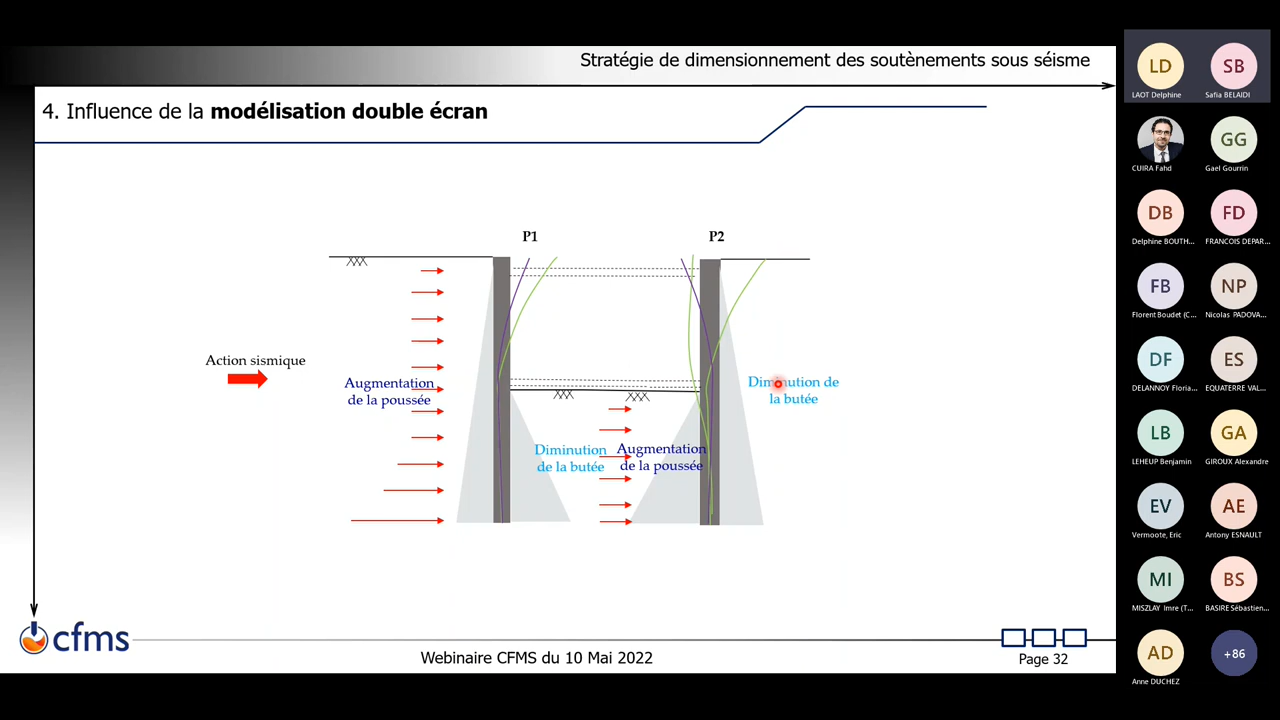 Stratégie de dimensionnement des soutènements sous séisme
4. Influence de la modélisation double écran
P1
P2
Action sismique
Augmentation
de la poussée
Diminution de
la butée
Diminution
de la butée
Augmentation
de la poussée
cfms
Webinaire CFMS du 10 Mai 2022
Page 32
LD
SB
LAOT Delphine
Safia BELAIDI
GG
CUIRA Fahd
Gael Gourrin
DB
FD
Delphine BOUTH...
FRANCOIS DEPAR...
FB
NP
Florent Boudet (C...
Nicolas PADOVA...
DF
ES
DELANNOY Floria...
EQUATERRE VAL...
LB
GA
LEHEUP Benjamin
GIROUX Alexandre
EV
AE
Vermoote, Eric
Antony ESNAULT
MI
BS
MISZLAY Imre (T...
BASIRE Sébastien...
AD
+86
Anne DUCHEZ